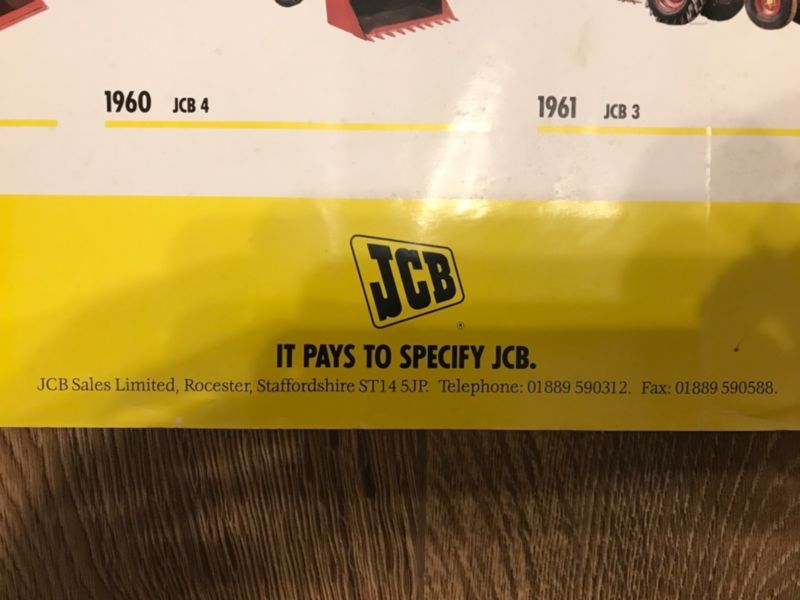 1960 JCB 4
1961 JCB 3
JCB
®
IT PAYS TO SPECIFY JCB.
JCB Sales Limited, Rocester, Staffordshire ST14 5JP. Telephone: 01889 590312. Fax: 01889 590588.